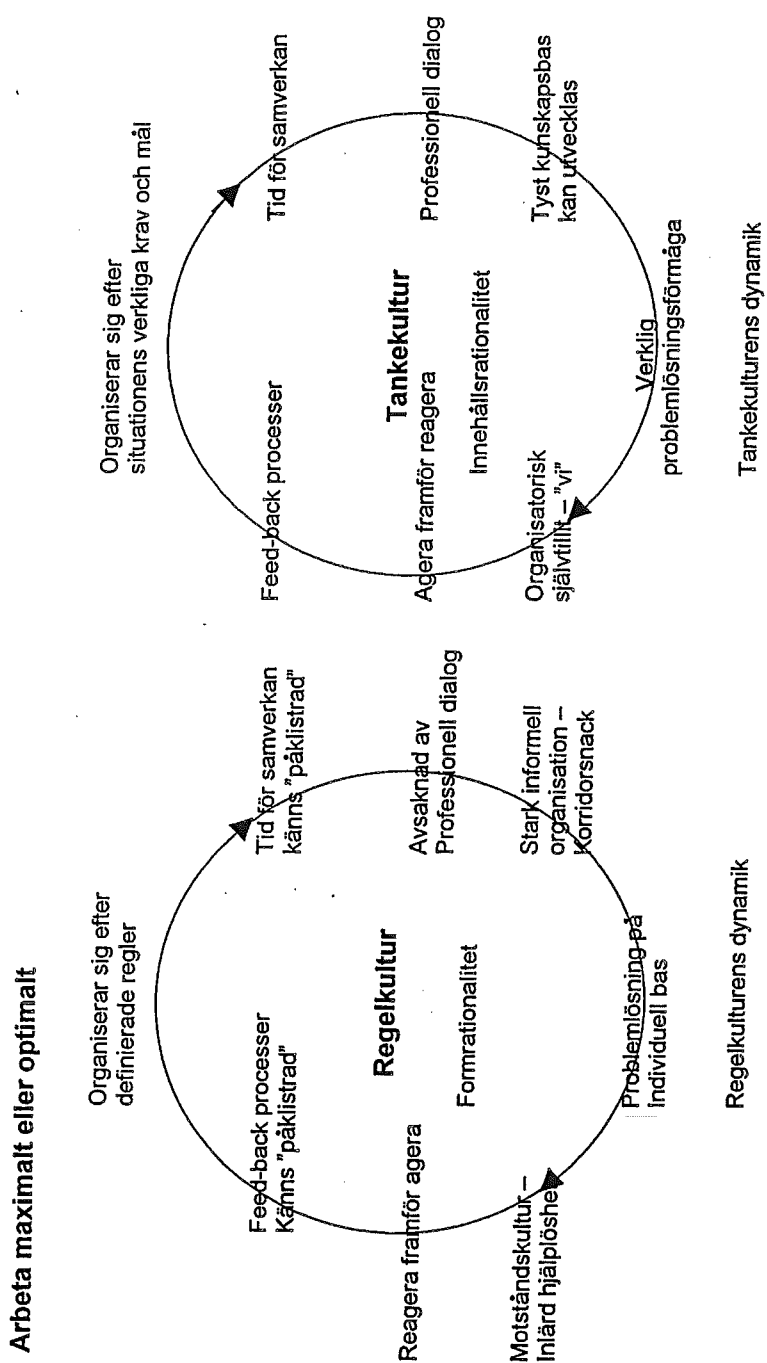 Arbeta maximalt eller optimalt
Organiserar sig efter
definierade regler
Tid för samverkan
känns "påklistrad"
Avsaknad av
Professionell dialog
Stark informell
organisation –
Korridorsnack
Problemlösning på
Individuell bas
Motståndskultur –
Inlärd hjälplöshet
Reagera framför agera
Feed-back processer
Känns "påklistrad"
Regelkultur
Formrationalitet
Regelkulturens dynamik
Organiserar sig efter
situationens verkliga krav och mål
Tid för samverkan
Professionell dialog
Tyst kunskapsbas
kan utvecklas
Verklig
problemlösningsförmåga
Organisatorisk
självtillit – "vi"
Agera framför reagera
Feed-back processer
Tankekultur
Innehållsrationalitet
Tankekulturens dynamik